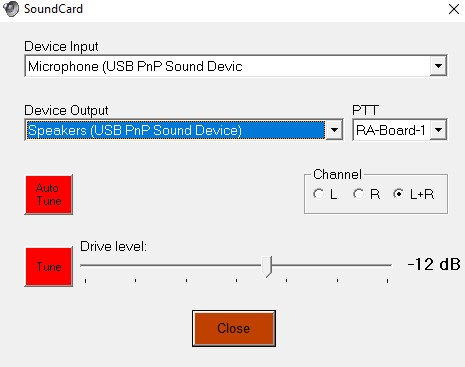 SoundCard
Device Input
Microphone (USB PnP Sound Devic
Device Output
PTT
Speakers (USB PnP Sound Device)
RA-Board-1
Auto
Tune
Channel
L
R
L+R
Drive level:
Tune
-12 dB
Close